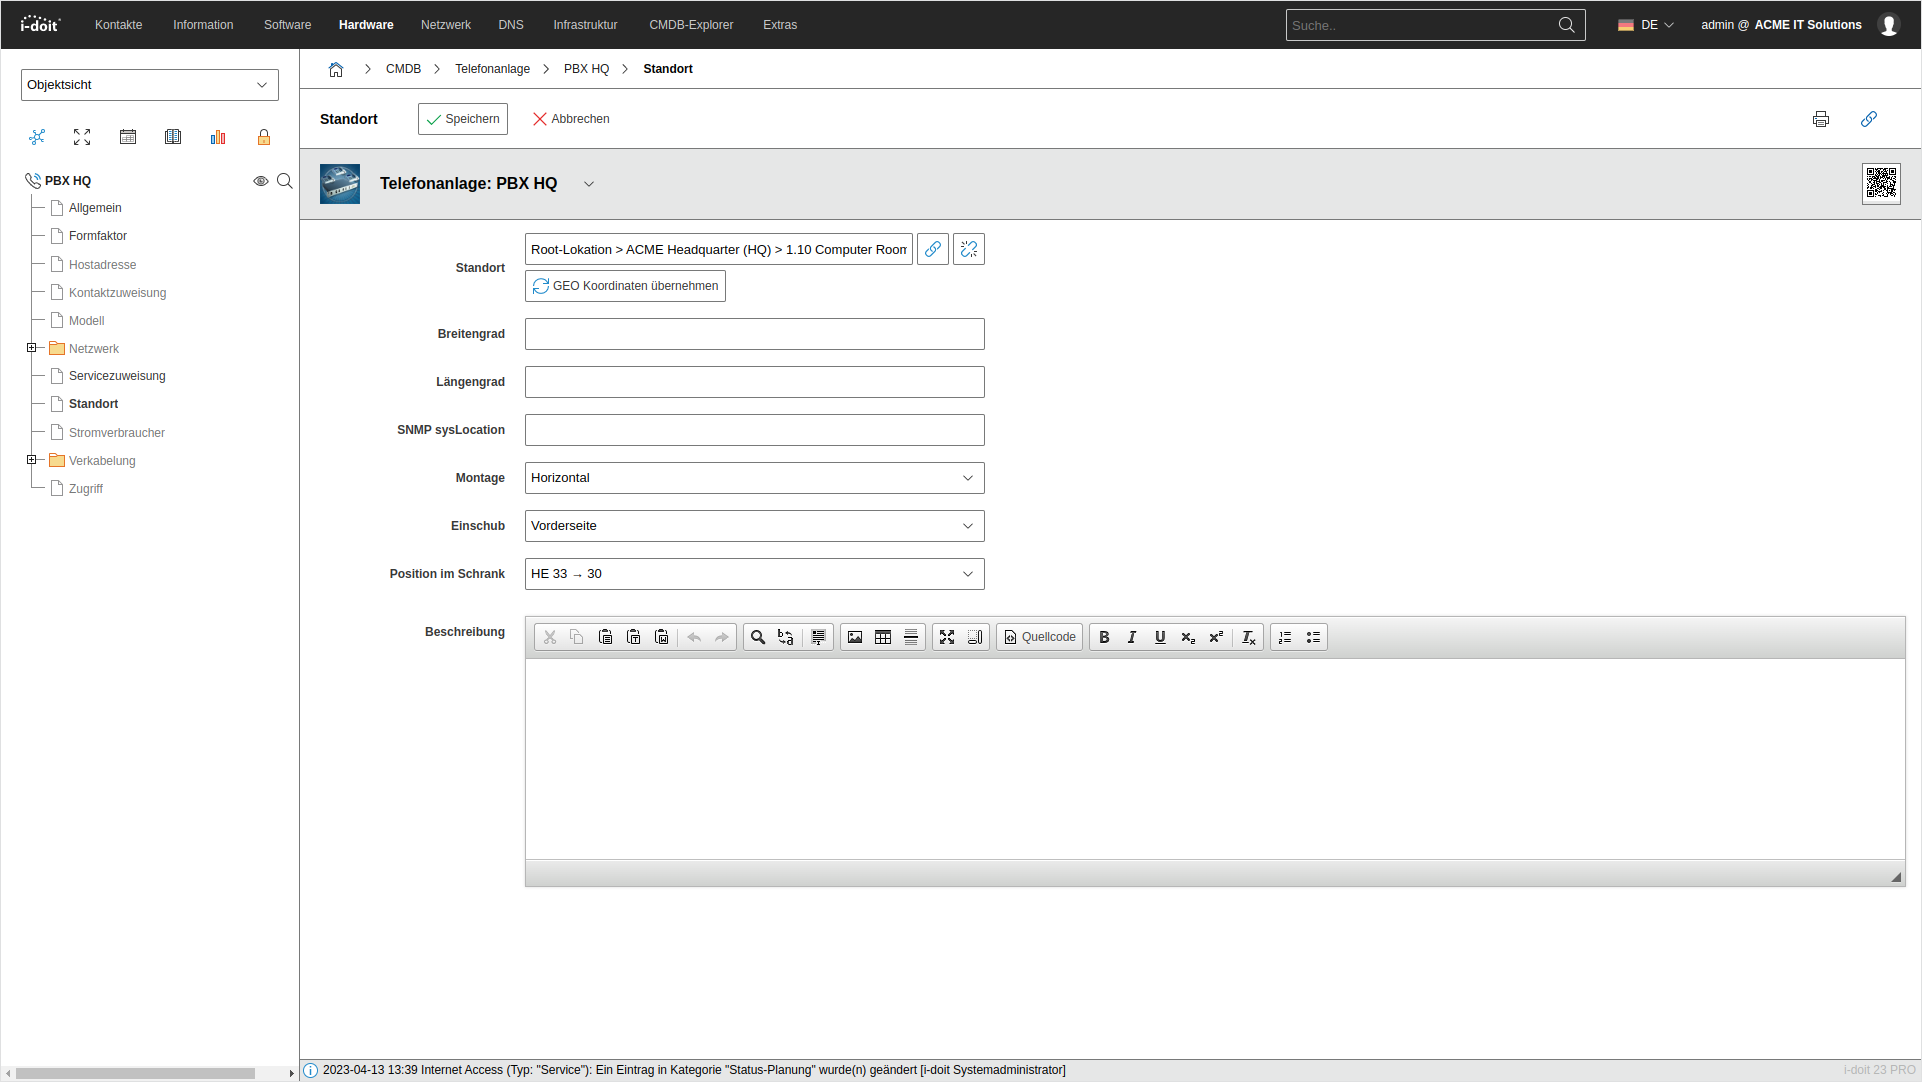 i-doit Kontakte Information Software Hardware Netzwerk DNS Infrastruktur CMDB-Explorer Extras Suche.. DE admin @ ACME IT Solutions
Objektsicht
PBX HQ
Allgemein
Formfaktor
Hostadresse
Kontaktzuweisung
Modell
Netzwerk
Servicezuweisung
Standort
Stromverbraucher
Verkabelung
Zugriff
CMDB Telefonanlage PBX HQ Standort
Standort Speichern Abbrechen
Telefonanlage: PBX HQ
Standort Root-Lokation > ACME Headquarter (HQ) > 1.10 Computer Room
GEO Koordinaten übernehmen
Breitengrad
Längengrad
SNMP sysLocation
Montage Horizontal
Einschub Vorderseite
Position im Schrank HE 33 → 30
Beschreibung
Quellcode
2023-04-13 13:39 Internet Access (Typ: "Service"): Ein Eintrag in Kategorie "Status-Planung" wurde(n) geändert [i-doit Systemadministrator] i-doit 23 PRO